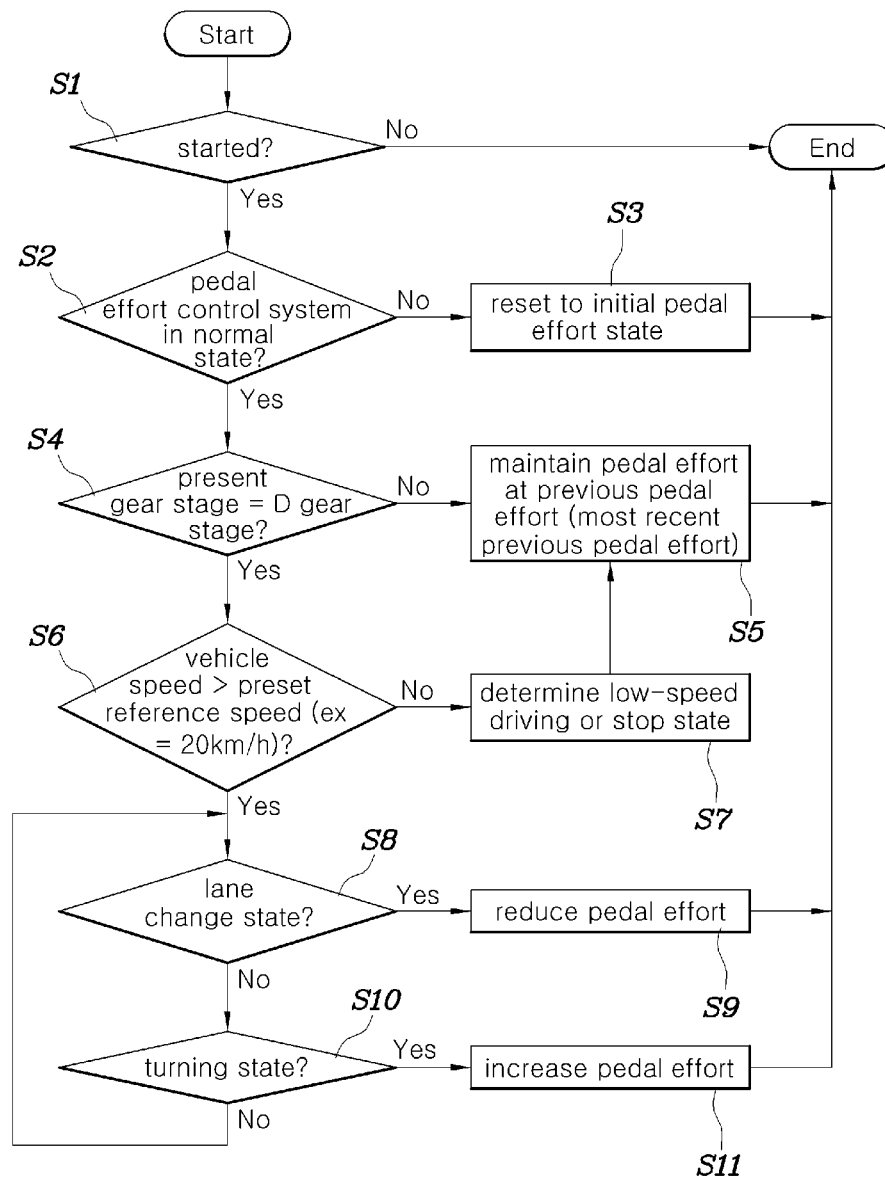 Start
S1
started?
No
End
Yes
S2
pedal
effort control system
in normal
state?
No
S3
reset to initial pedal
effort state
Yes
S4
present
gear stage = D gear
stage?
No
maintain pedal effort
at previous pedal
effort (most recent
previous pedal effort)
S5
Yes
S6
vehicle
speed > preset
reference speed (ex
= 20km/h)?
No
determine low-speed
driving or stop state
S7
Yes
S8
lane
change state?
Yes
reduce pedal effort
S9
No
S10
turning state?
Yes
increase pedal effort
S11
No